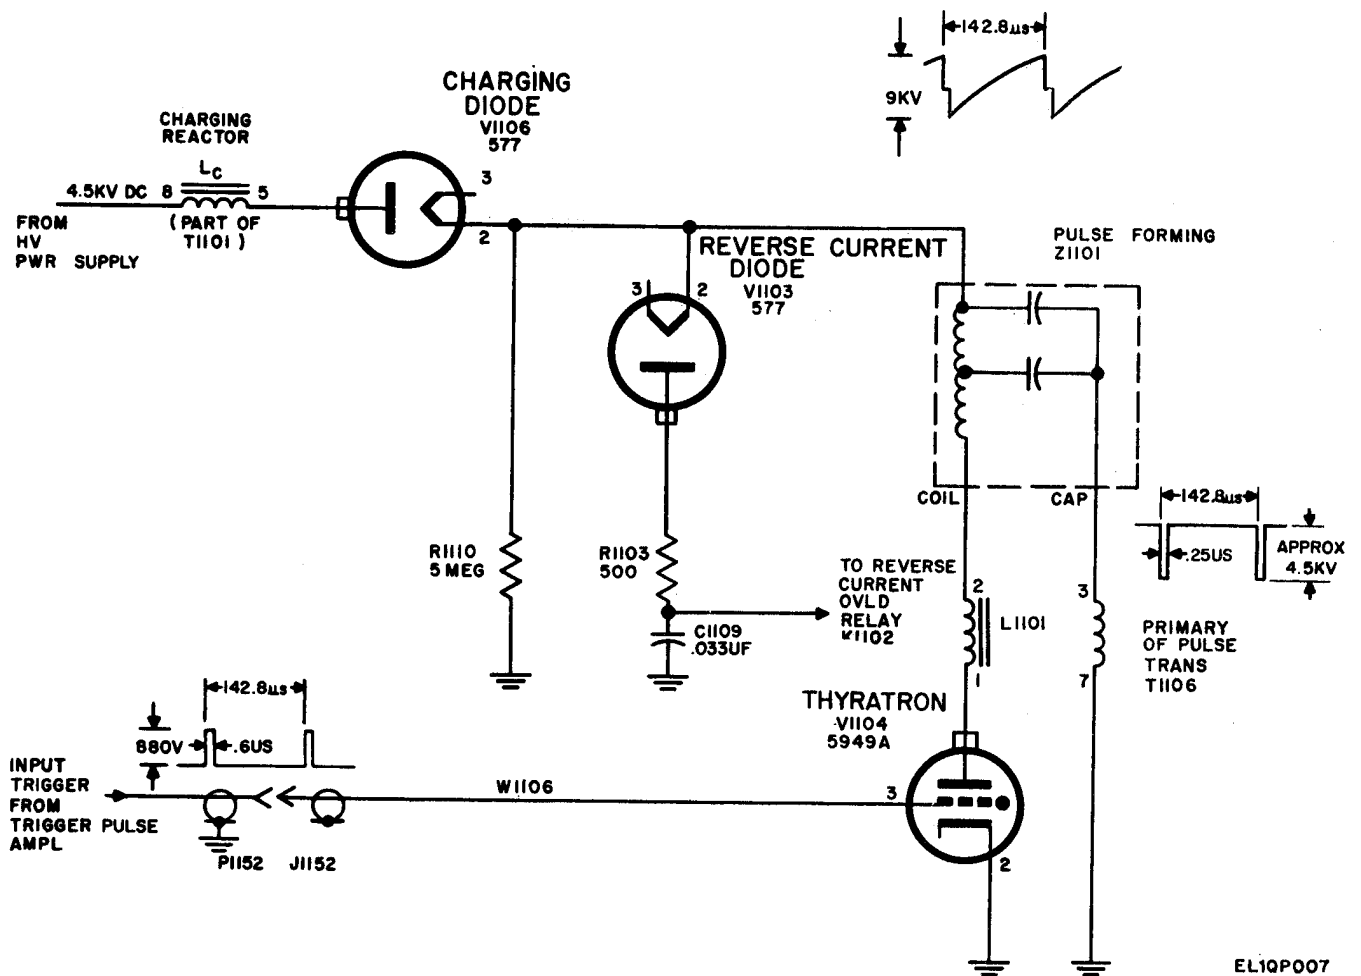 142.8µs
9KV
CHARGING
DIODE
V1106
577
CHARGING
REACTOR
LC
4.5KV DC 8 5
(PART OF
T1101)
FROM
HV
PWR SUPPLY
3
2
REVERSE CURRENT
DIODE
V1103
577
3 2
PULSE FORMING
Z1101
COIL CAP
142.8µs
.25US
APPROX
4.5KV
R1110
5 MEG
R1103
500
TO REVERSE
CURRENT
OVLD
RELAY
K1102
C1109
.033UF
2
L1101
1
3
7
PRIMARY
OF PULSE
TRANS
T1106
THYRATRON
V1104
5949A
3
2
142.8µs
880V
.6US
INPUT
TRIGGER
FROM
TRIGGER PULSE
AMPL
W1106
P1152 J1152
EL1QP007